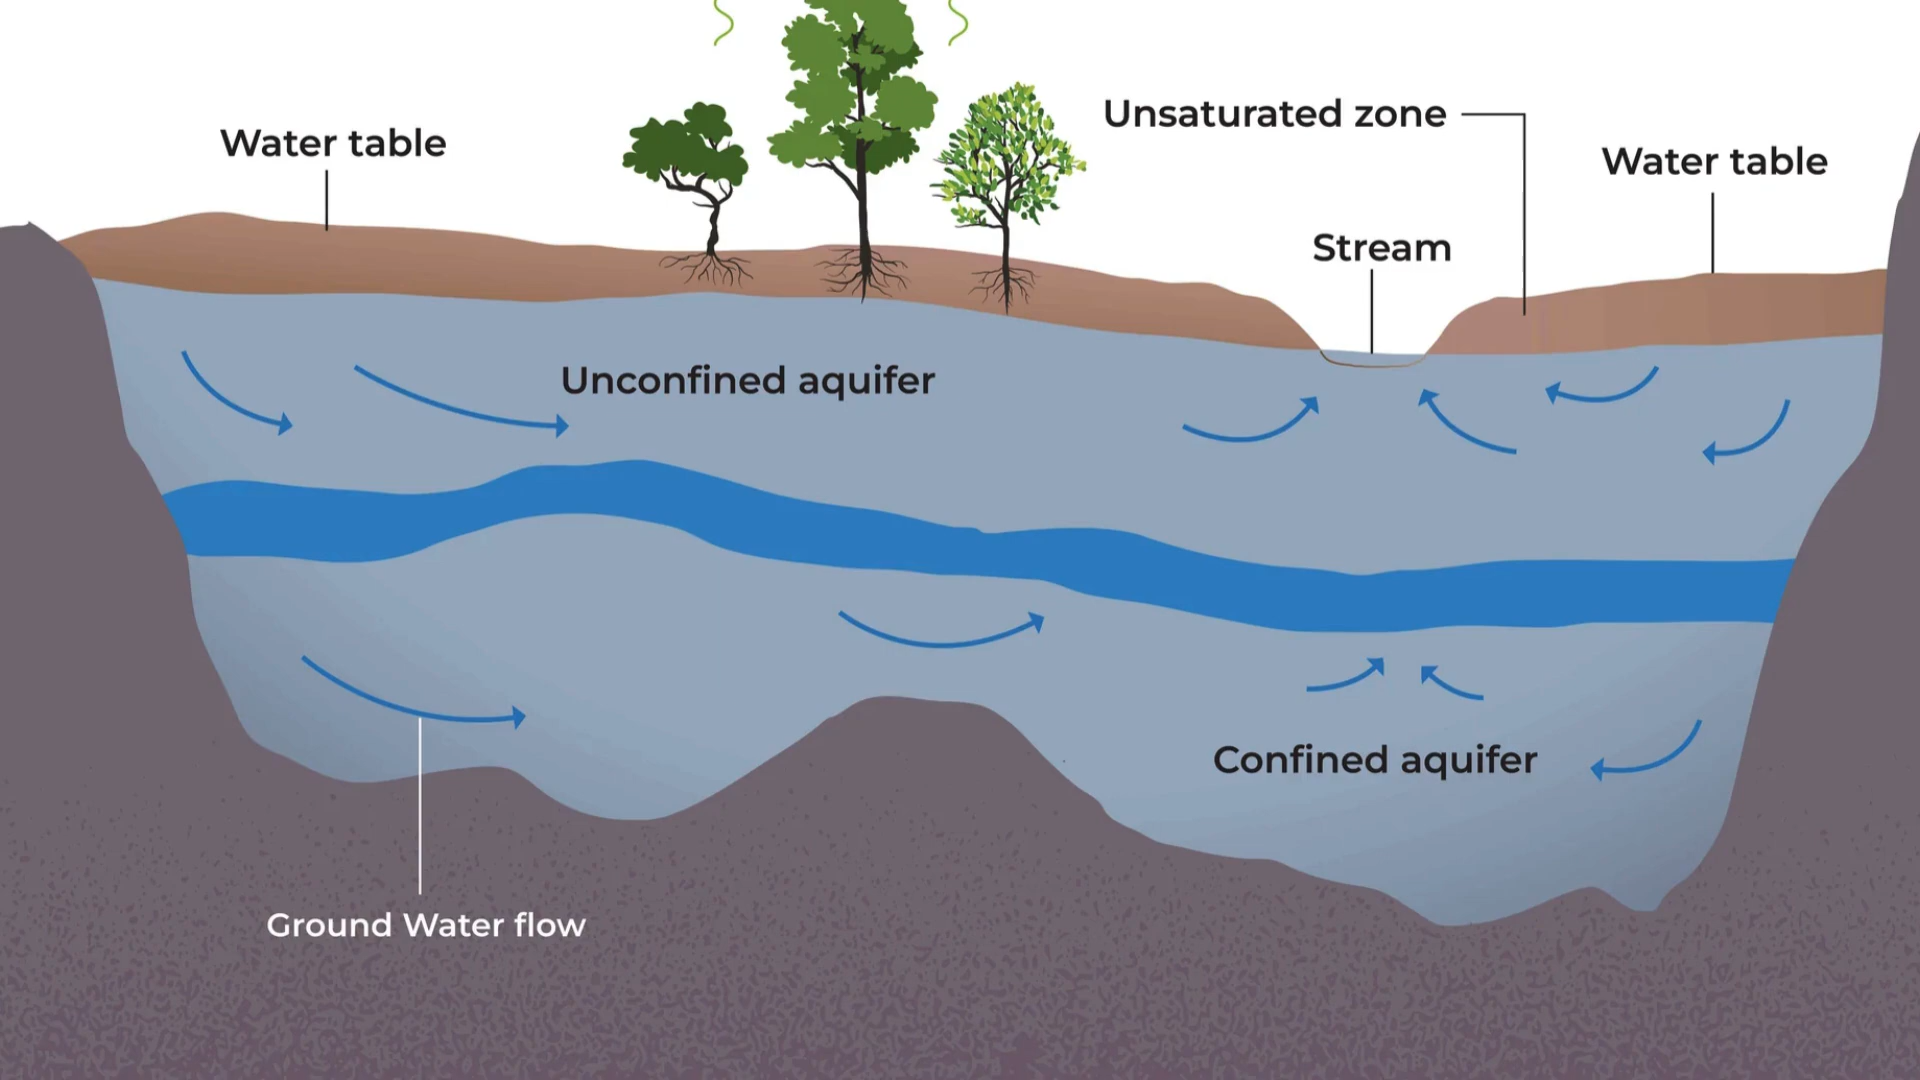 Unsaturated zone
Water table
Water table
Stream
Unconfined aquifer
Confined aquifer
Ground Water flow